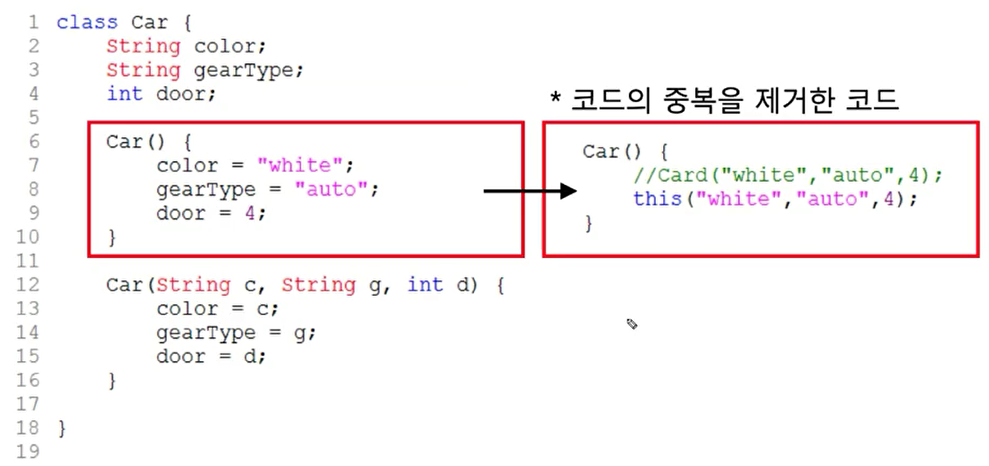 1 class Car {
2 String color;
3 String gearType;
4 int door;
5
6 Car() {
7 color = "white";
8 gearType = "auto";
9 door = 4;
10 }
11
12 Car(String c, String g, int d) {
13 color = c;
14 gearType = g;
15 door = d;
16 }
17
18 }
19
* 코드의 중복을 제거한 코드
Car() {
//Card("white","auto",4);
this("white","auto",4);
}